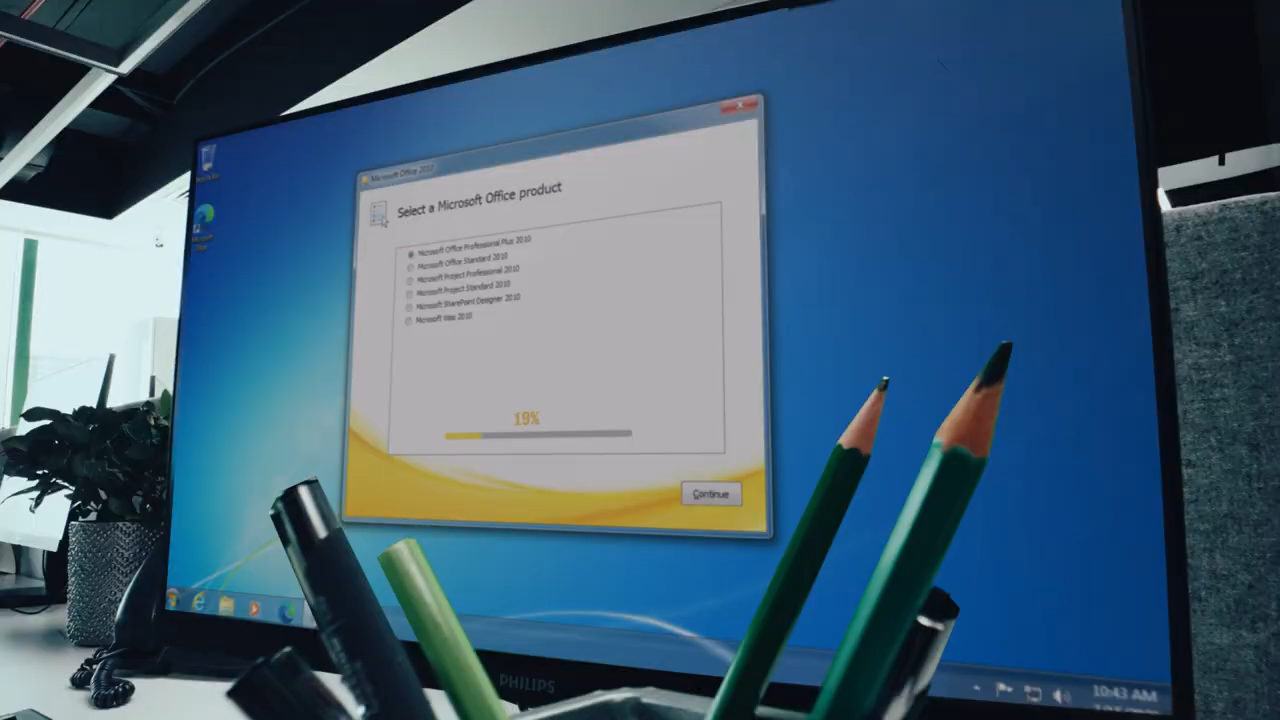 Microsoft Office 2010
Select a Microsoft Office product
Microsoft Office Professional Plus 2010
Microsoft Office Standard 2010
Microsoft Project Professional 2010
Microsoft Project Standard 2010
Microsoft SharePoint Designer 2010
Microsoft Visio 2010
19%
Continue
PHILIPS
10:43 AM